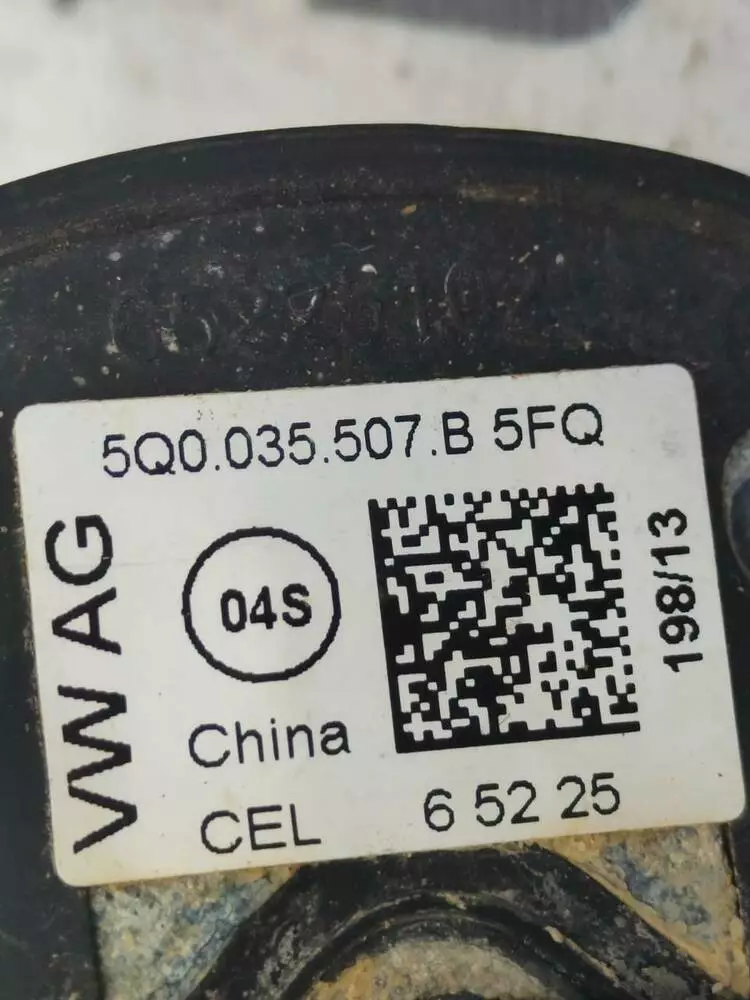 5Q0.035.507.B 5FQ
VW AG
04S
198/13
China
CEL
6 52 25